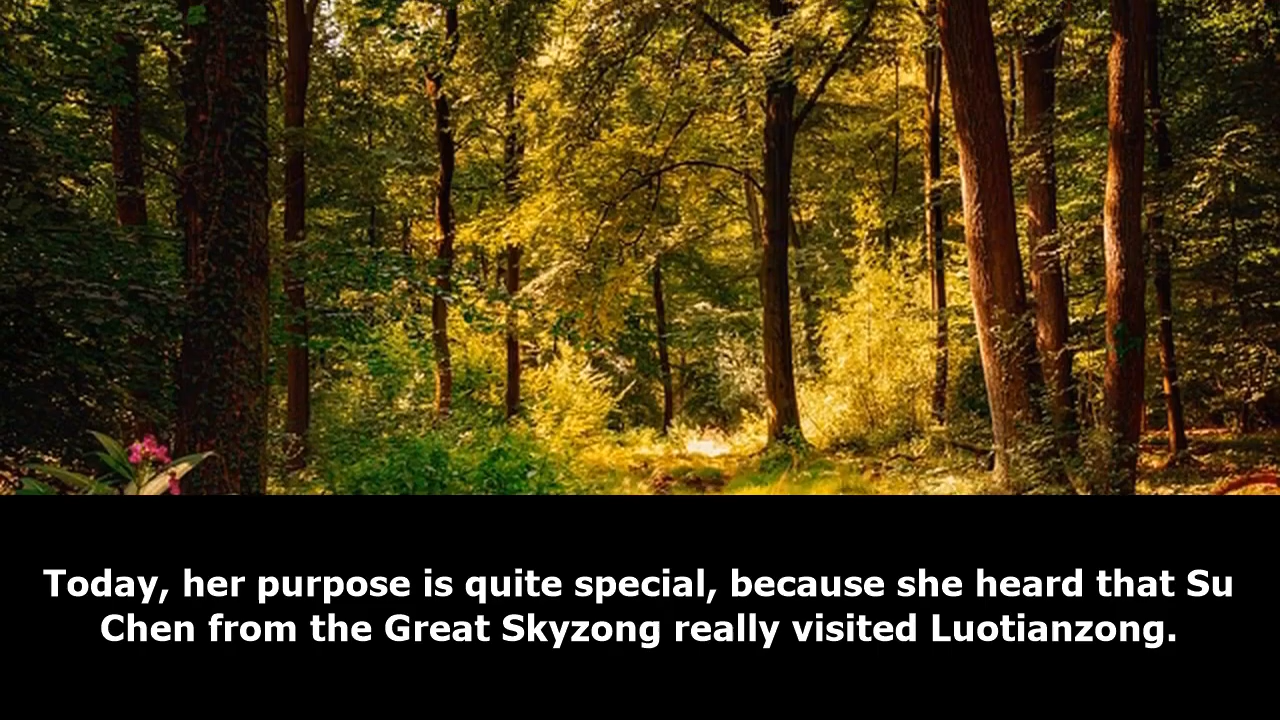 Today, her purpose is quite special, because she heard that Su
Chen from the Great Skyzong really visited Luotianzong.